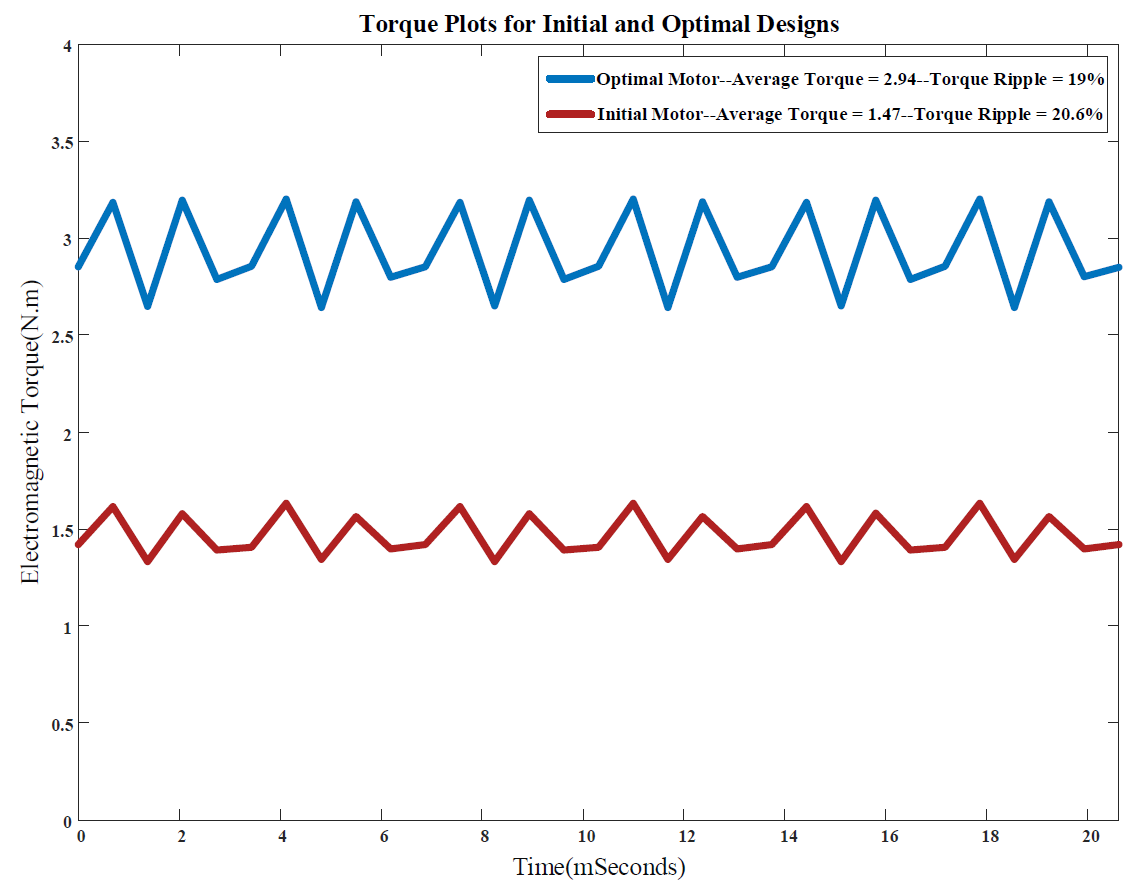 Torque Plots for Initial and Optimal Designs
Optimal Motor--Average Torque = 2.94--Torque Ripple = 19%
Initial Motor--Average Torque = 1.47--Torque Ripple = 20.6%
Electromagnetic Torque(N.m)
4
3.5
3
2.5
2
1.5
1
0.5
0
0 2 4 6 8 10 12 14 16 18 20
Time(mSeconds)